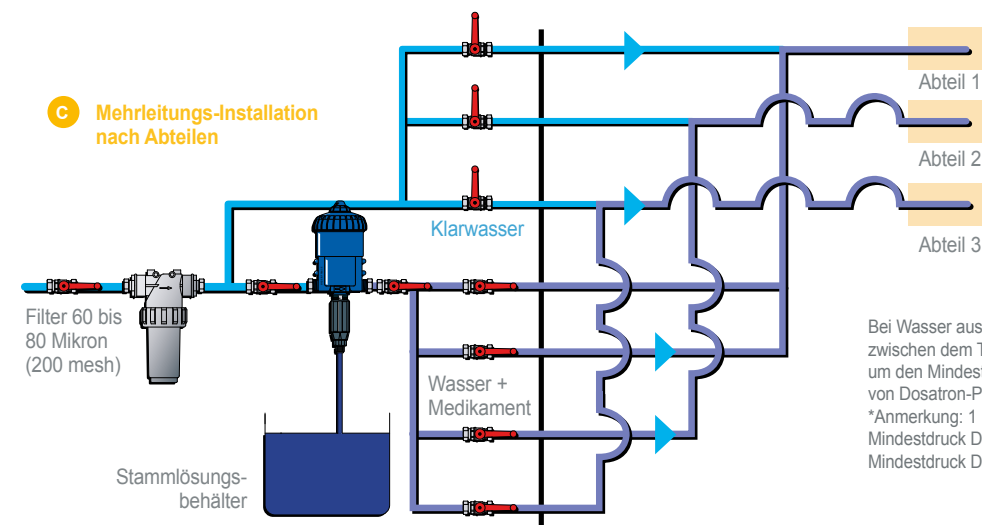 C
Mehrleitungs-Installation
nach Abteilen
Abteil 1
Abteil 2
Klarwasser
Abteil 3
Filter 60 bis
80 Mikron
(200 mesh)
Wasser +
Medikament
Stammlösungs-
behälter
Bei Wasser aus
zwischen dem T
um den Mindest
von Dosatron-P
*Anmerkung: 1
Mindestdruck D
Mindestdruck D